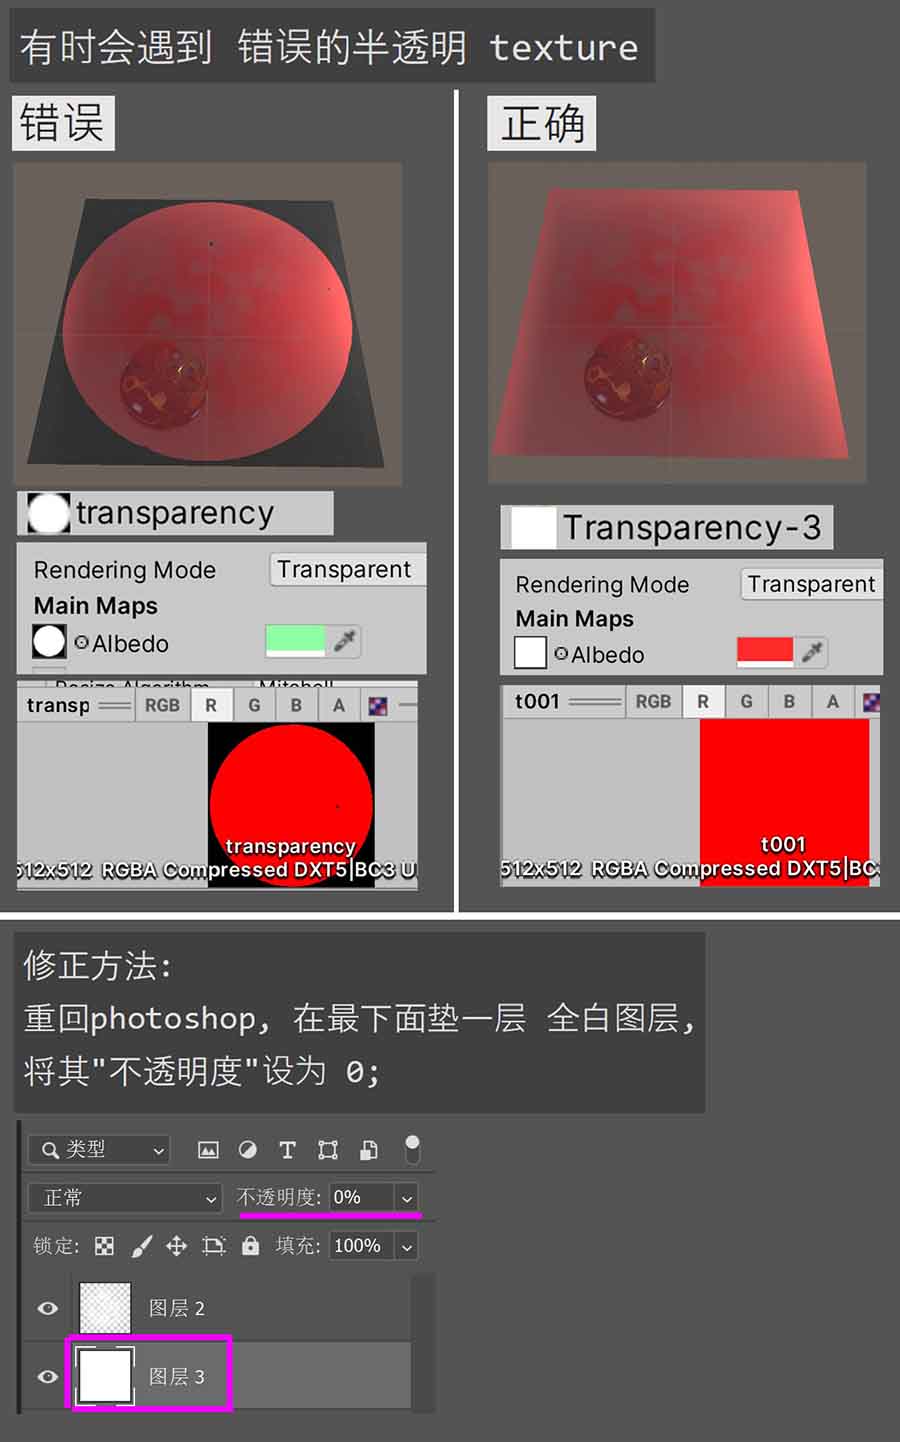 有时会遇到 错误的半透明 texture
错误
正确
transparency
Rendering Mode
Transparent
Main Maps
Albedo
Resize Algorithm
Mitchell
transp
RGB
R
G
B
A
transparency
512x512 RGBA Compressed DXT5|BC3 U
Transparency-3
Rendering Mode
Transparent
Main Maps
Albedo
t001
RGB
R
G
B
A
t001
512x512 RGBA Compressed DXT5|BC
修正方法:
重回photoshop, 在最下面垫一层 全白图层,
将其"不透明度"设为 0;
类型
正常
不透明度: 0%
锁定:
填充: 100%
图层 2
图层 3